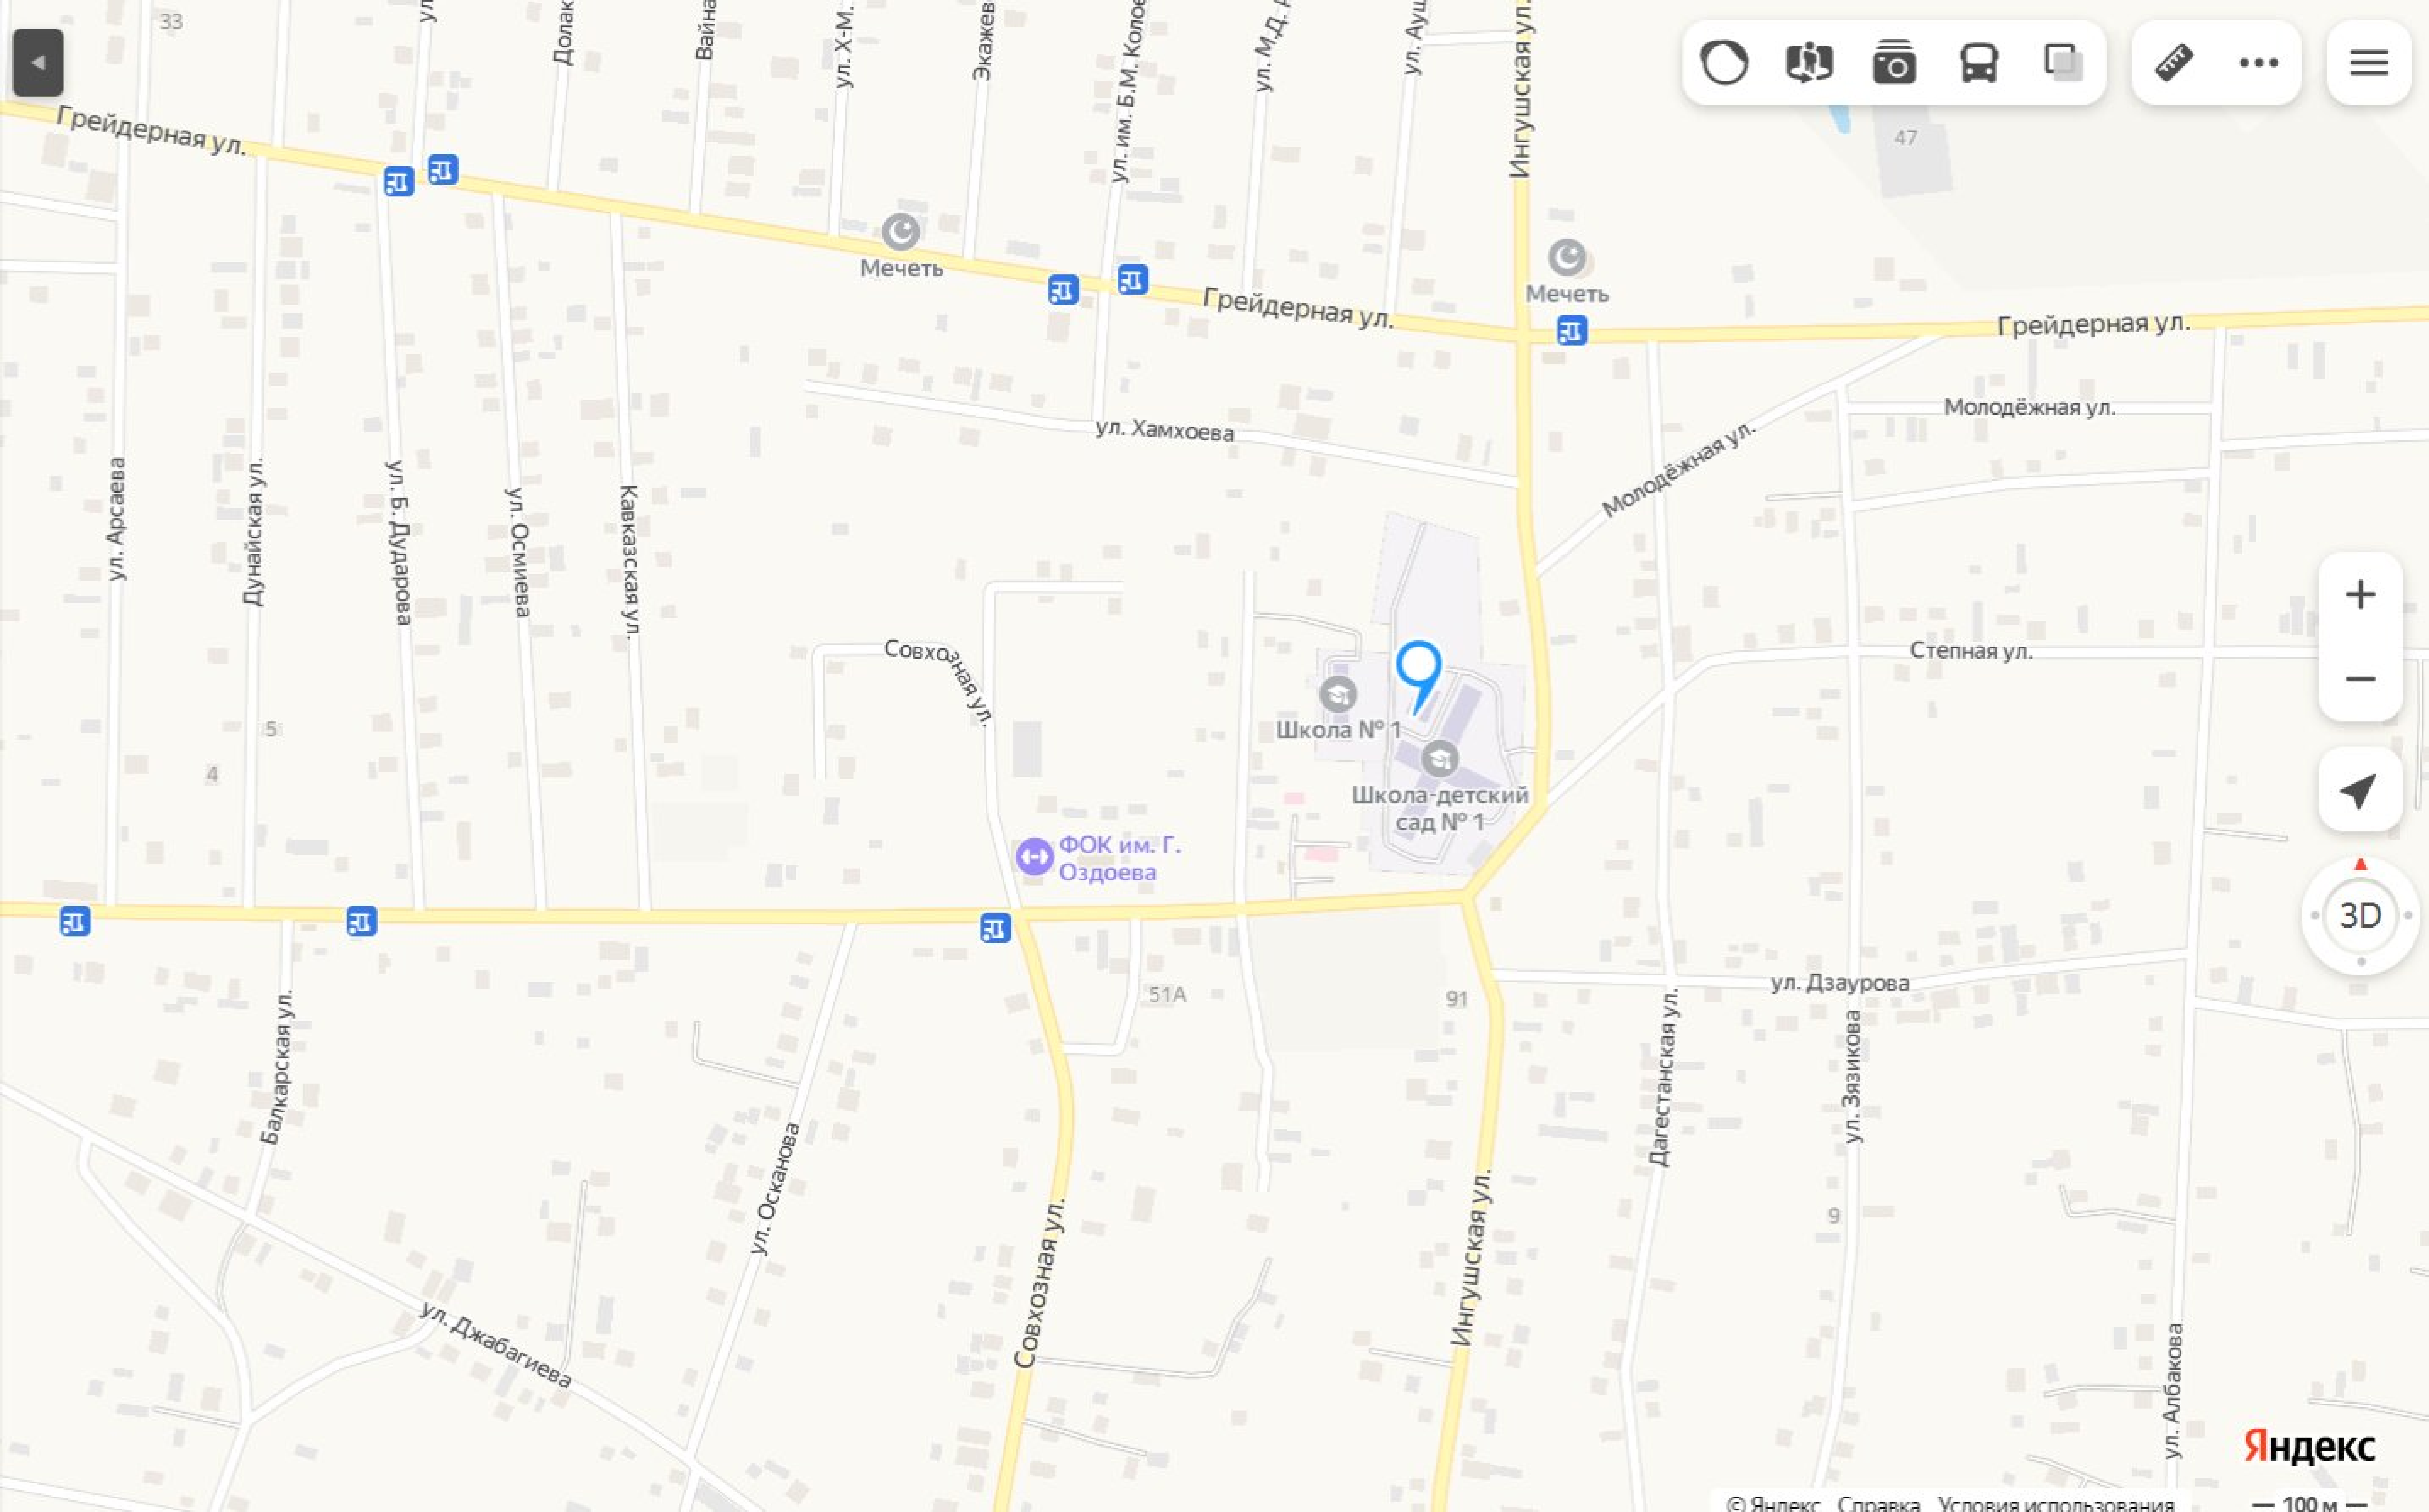 33
Долак
Вайна
ул. Х-М.
Экажев
ул. им. Б.М. Колое
ул. М.Д.
ул. Ауш
Ингушская ул.
47
Грейдерная ул.
Мечеть
Мечеть
Грейдерная ул.
Грейдерная ул.
Молодёжная ул.
ул. Хамхоева
Молодёжная ул.
ул. Арсаева
Дунайская ул.
ул. Б. Дударова
ул. Осмиева
Кавказская ул.
Совхозная ул.
Степная ул.
5
4
Школа № 1
Школа-детский
сад № 1
ФОК им. Г.
Оздоева
3D
51А
91
ул. Дзаурова
Балкарская ул.
ул. Осканова
Дагестанская ул.
ул. Зязикова
9
Совхозная ул.
Ингушская ул.
ул. Джабагиева
ул. Албакова
Яндекс
© Яндекс Справка Условия использования
100 м